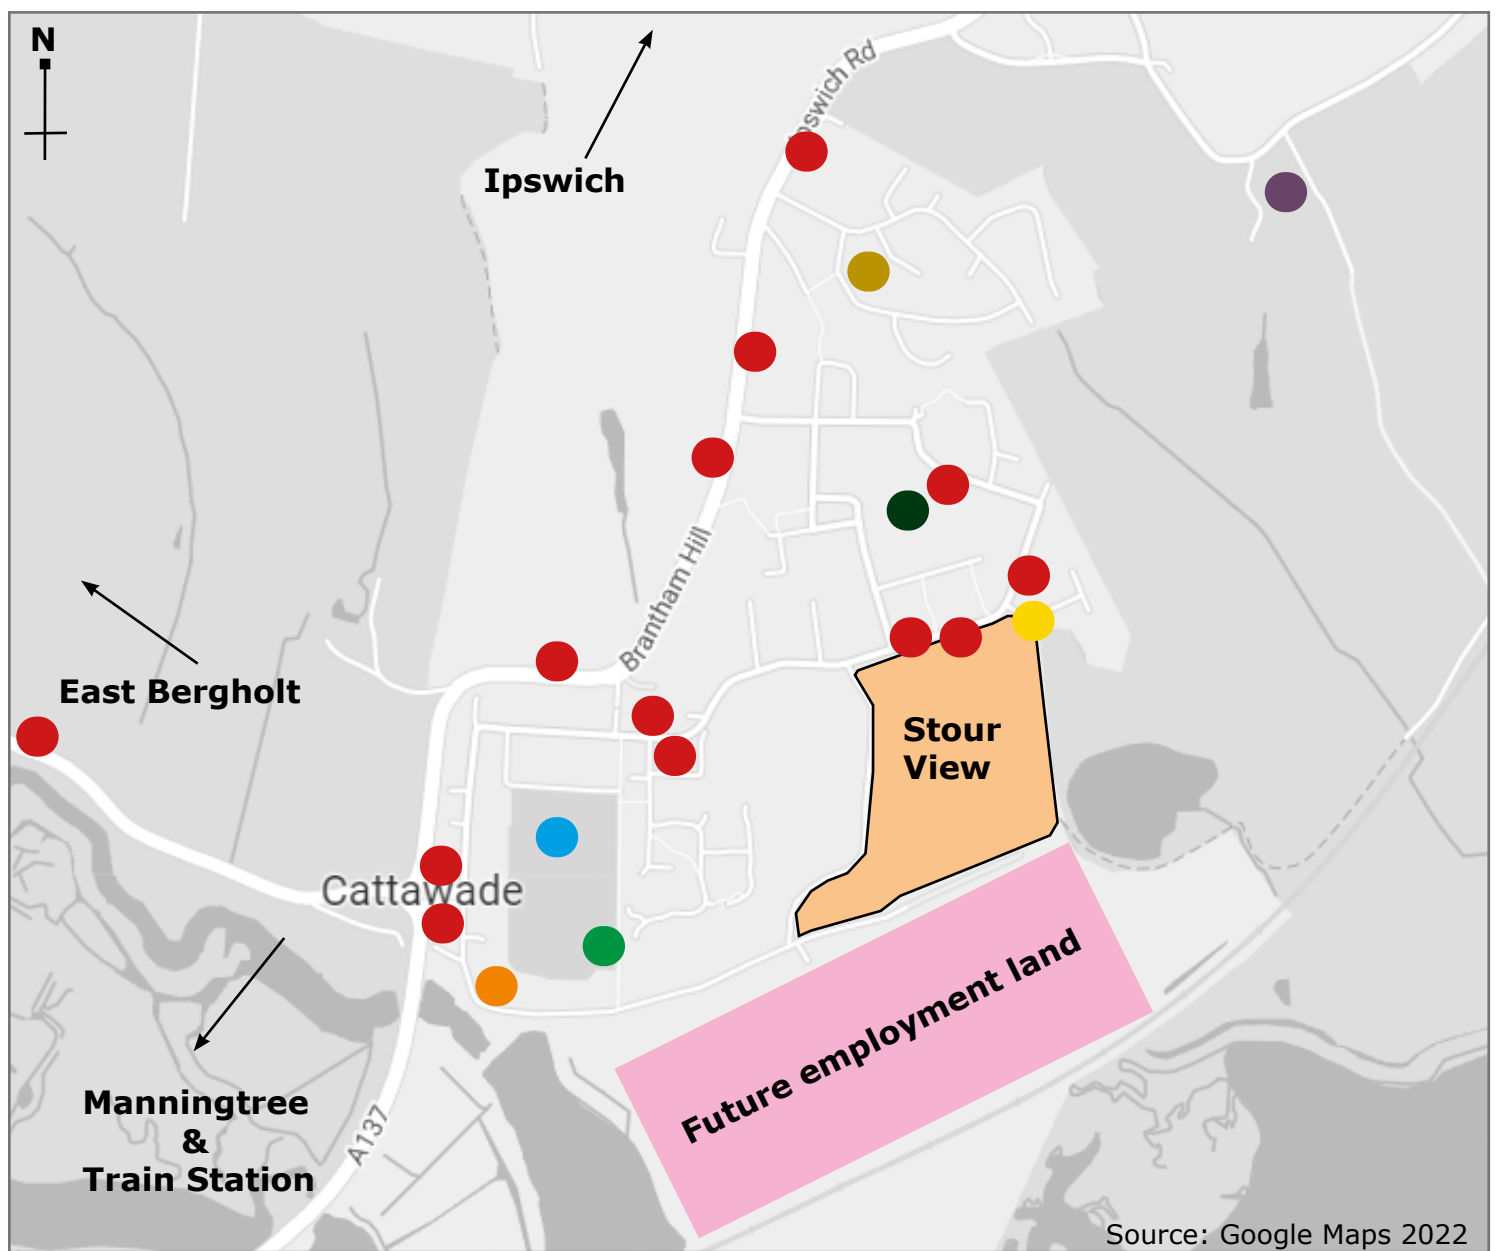 N
Ipswich Rd
Ipswich
Brantham Hill
East Bergholt
Stour
View
Cattawade
Future employment land
Manningtree
&
Train Station
A137
Source: Google Maps 2022